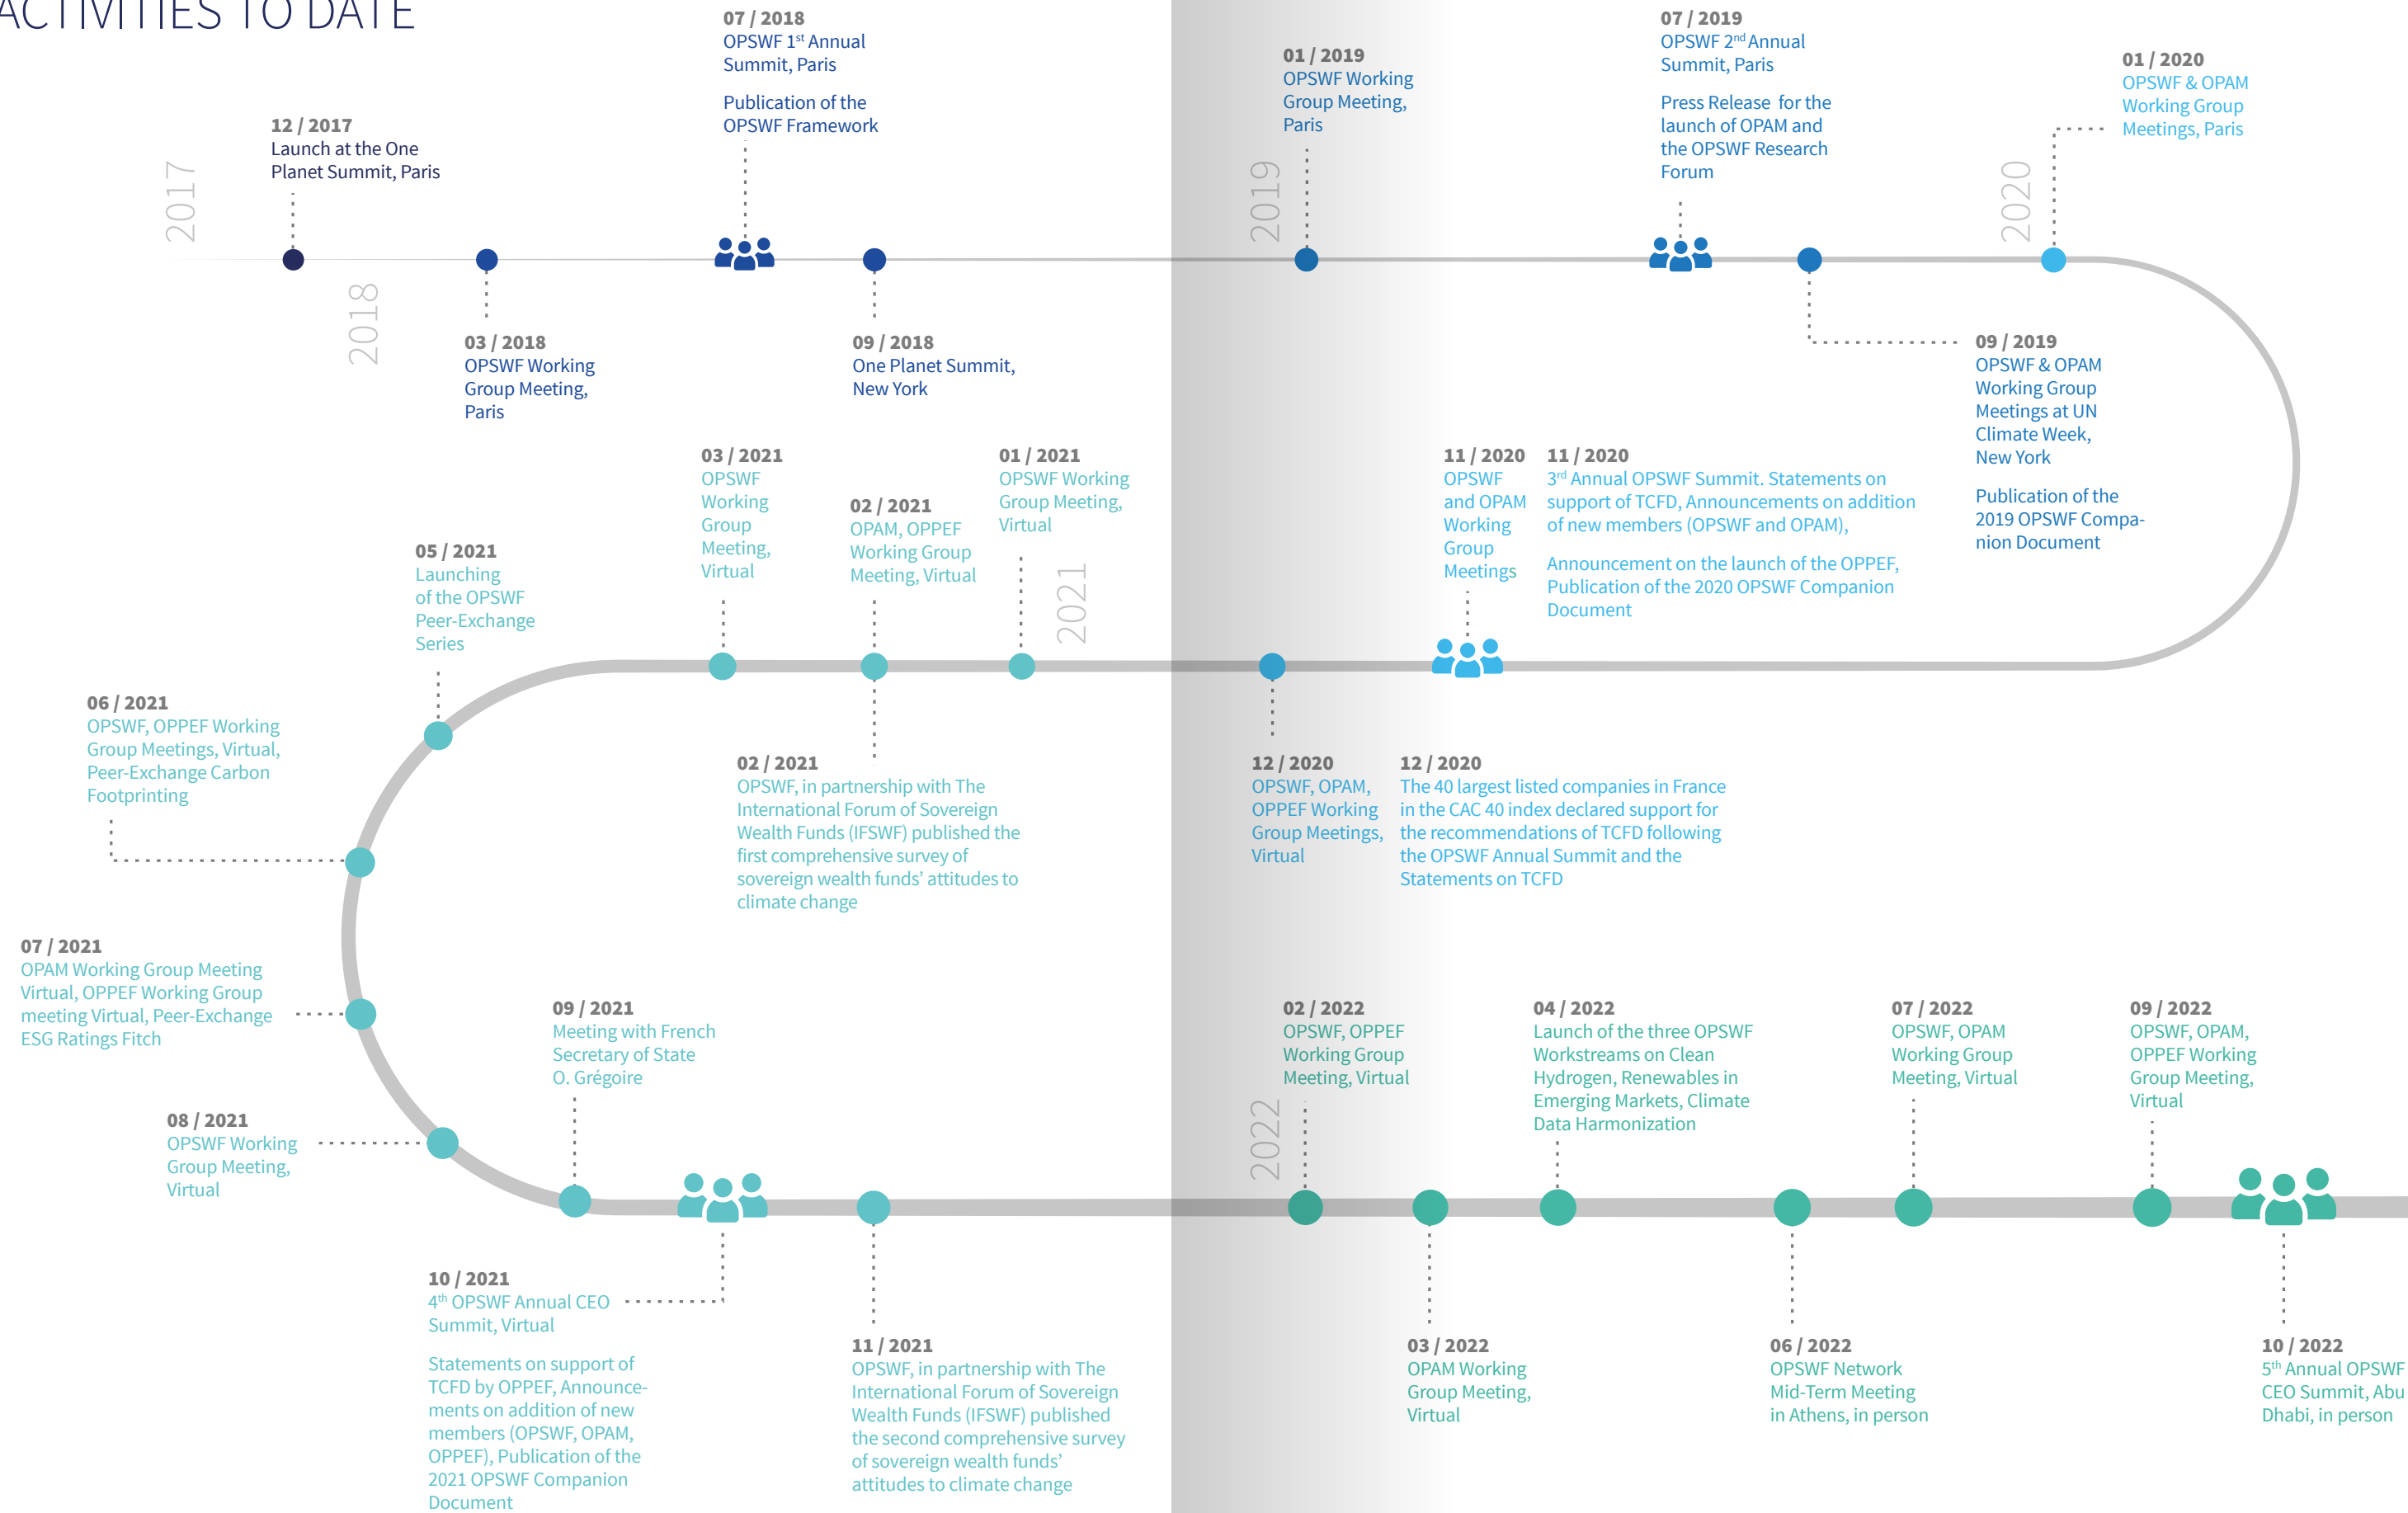 ACTIVITIES TO DATE
2017
12 / 2017
Launch at the One
Planet Summit, Paris
2018
03 / 2018
OPSWF Working
Group Meeting,
Paris
07 / 2018
OPSWF 1st Annual
Summit, Paris
Publication of the
OPSWF Framework
09 / 2018
One Planet Summit,
New York
2019
01 / 2019
OPSWF Working
Group Meeting,
Paris
07 / 2019
OPSWF 2nd Annual
Summit, Paris
Press Release for the
launch of OPAM and
the OPSWF Research
Forum
09 / 2019
OPSWF & OPAM
Working Group
Meetings at UN
Climate Week,
New York
Publication of the
2019 OPSWF Compa-
nion Document
2020
01 / 2020
OPSWF & OPAM
Working Group
Meetings, Paris
11 / 2020
OPSWF
and OPAM
Working
Group
Meetings
11 / 2020
3rd Annual OPSWF Summit. Statements on
support of TCFD, Announcements on addition
of new members (OPSWF and OPAM),
Announcement on the launch of the OPPEF,
Publication of the 2020 OPSWF Companion
Document
12 / 2020
OPSWF, OPAM,
OPPEF Working
Group Meetings,
Virtual
12 / 2020
The 40 largest listed companies in France
in the CAC 40 index declared support for
the recommendations of TCFD following
the OPSWF Annual Summit and the
Statements on TCFD
2021
01 / 2021
OPSWF Working
Group Meeting,
Virtual
02 / 2021
OPAM, OPPEF
Working Group
Meeting, Virtual
02 / 2021
OPSWF, in partnership with The
International Forum of Sovereign
Wealth Funds (IFSWF) published the
first comprehensive survey of
sovereign wealth funds’ attitudes to
climate change
03 / 2021
OPSWF
Working
Group
Meeting,
Virtual
05 / 2021
Launching
of the OPSWF
Peer-Exchange
Series
06 / 2021
OPSWF, OPPEF Working
Group Meetings, Virtual,
Peer-Exchange Carbon
Footprinting
07 / 2021
OPAM Working Group Meeting
Virtual, OPPEF Working Group
meeting Virtual, Peer-Exchange
ESG Ratings Fitch
08 / 2021
OPSWF Working
Group Meeting,
Virtual
09 / 2021
Meeting with French
Secretary of State
O. Grégoire
10 / 2021
4th OPSWF Annual CEO
Summit, Virtual
Statements on support of
TCFD by OPPEF, Announce-
ments on addition of new
members (OPSWF, OPAM,
OPPEF), Publication of the
2021 OPSWF Companion
Document
11 / 2021
OPSWF, in partnership with The
International Forum of Sovereign
Wealth Funds (IFSWF) published
the second comprehensive survey
of sovereign wealth funds’
attitudes to climate change
2022
02 / 2022
OPSWF, OPPEF
Working Group
Meeting, Virtual
03 / 2022
OPAM Working
Group Meeting,
Virtual
04 / 2022
Launch of the three OPSWF
Workstreams on Clean
Hydrogen, Renewables in
Emerging Markets, Climate
Data Harmonization
06 / 2022
OPSWF Network
Mid-Term Meeting
in Athens, in person
07 / 2022
OPSWF, OPAM
Working Group
Meeting, Virtual
09 / 2022
OPSWF, OPAM,
OPPEF Working
Group Meeting,
Virtual
10 / 2022
5th Annual OPSWF
CEO Summit, Abu
Dhabi, in person